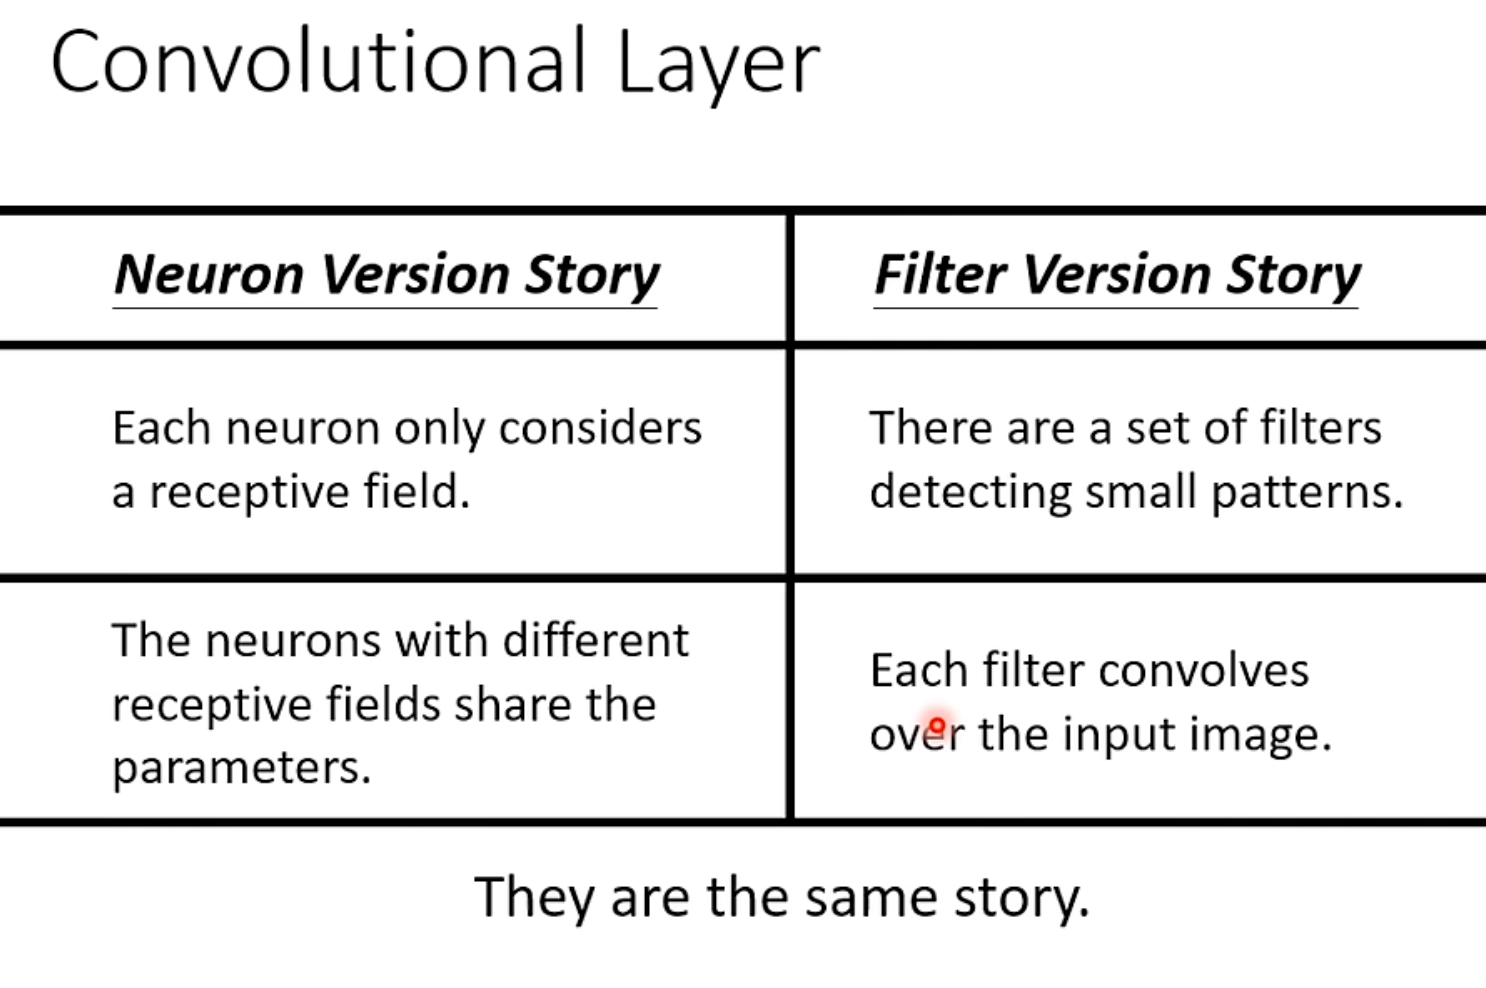 Convolutional Layer
Neuron Version Story
Filter Version Story
Each neuron only considers
a receptive field.
There are a set of filters
detecting small patterns.
The neurons with different
receptive fields share the
parameters.
Each filter convolves
over the input image.
They are the same story.